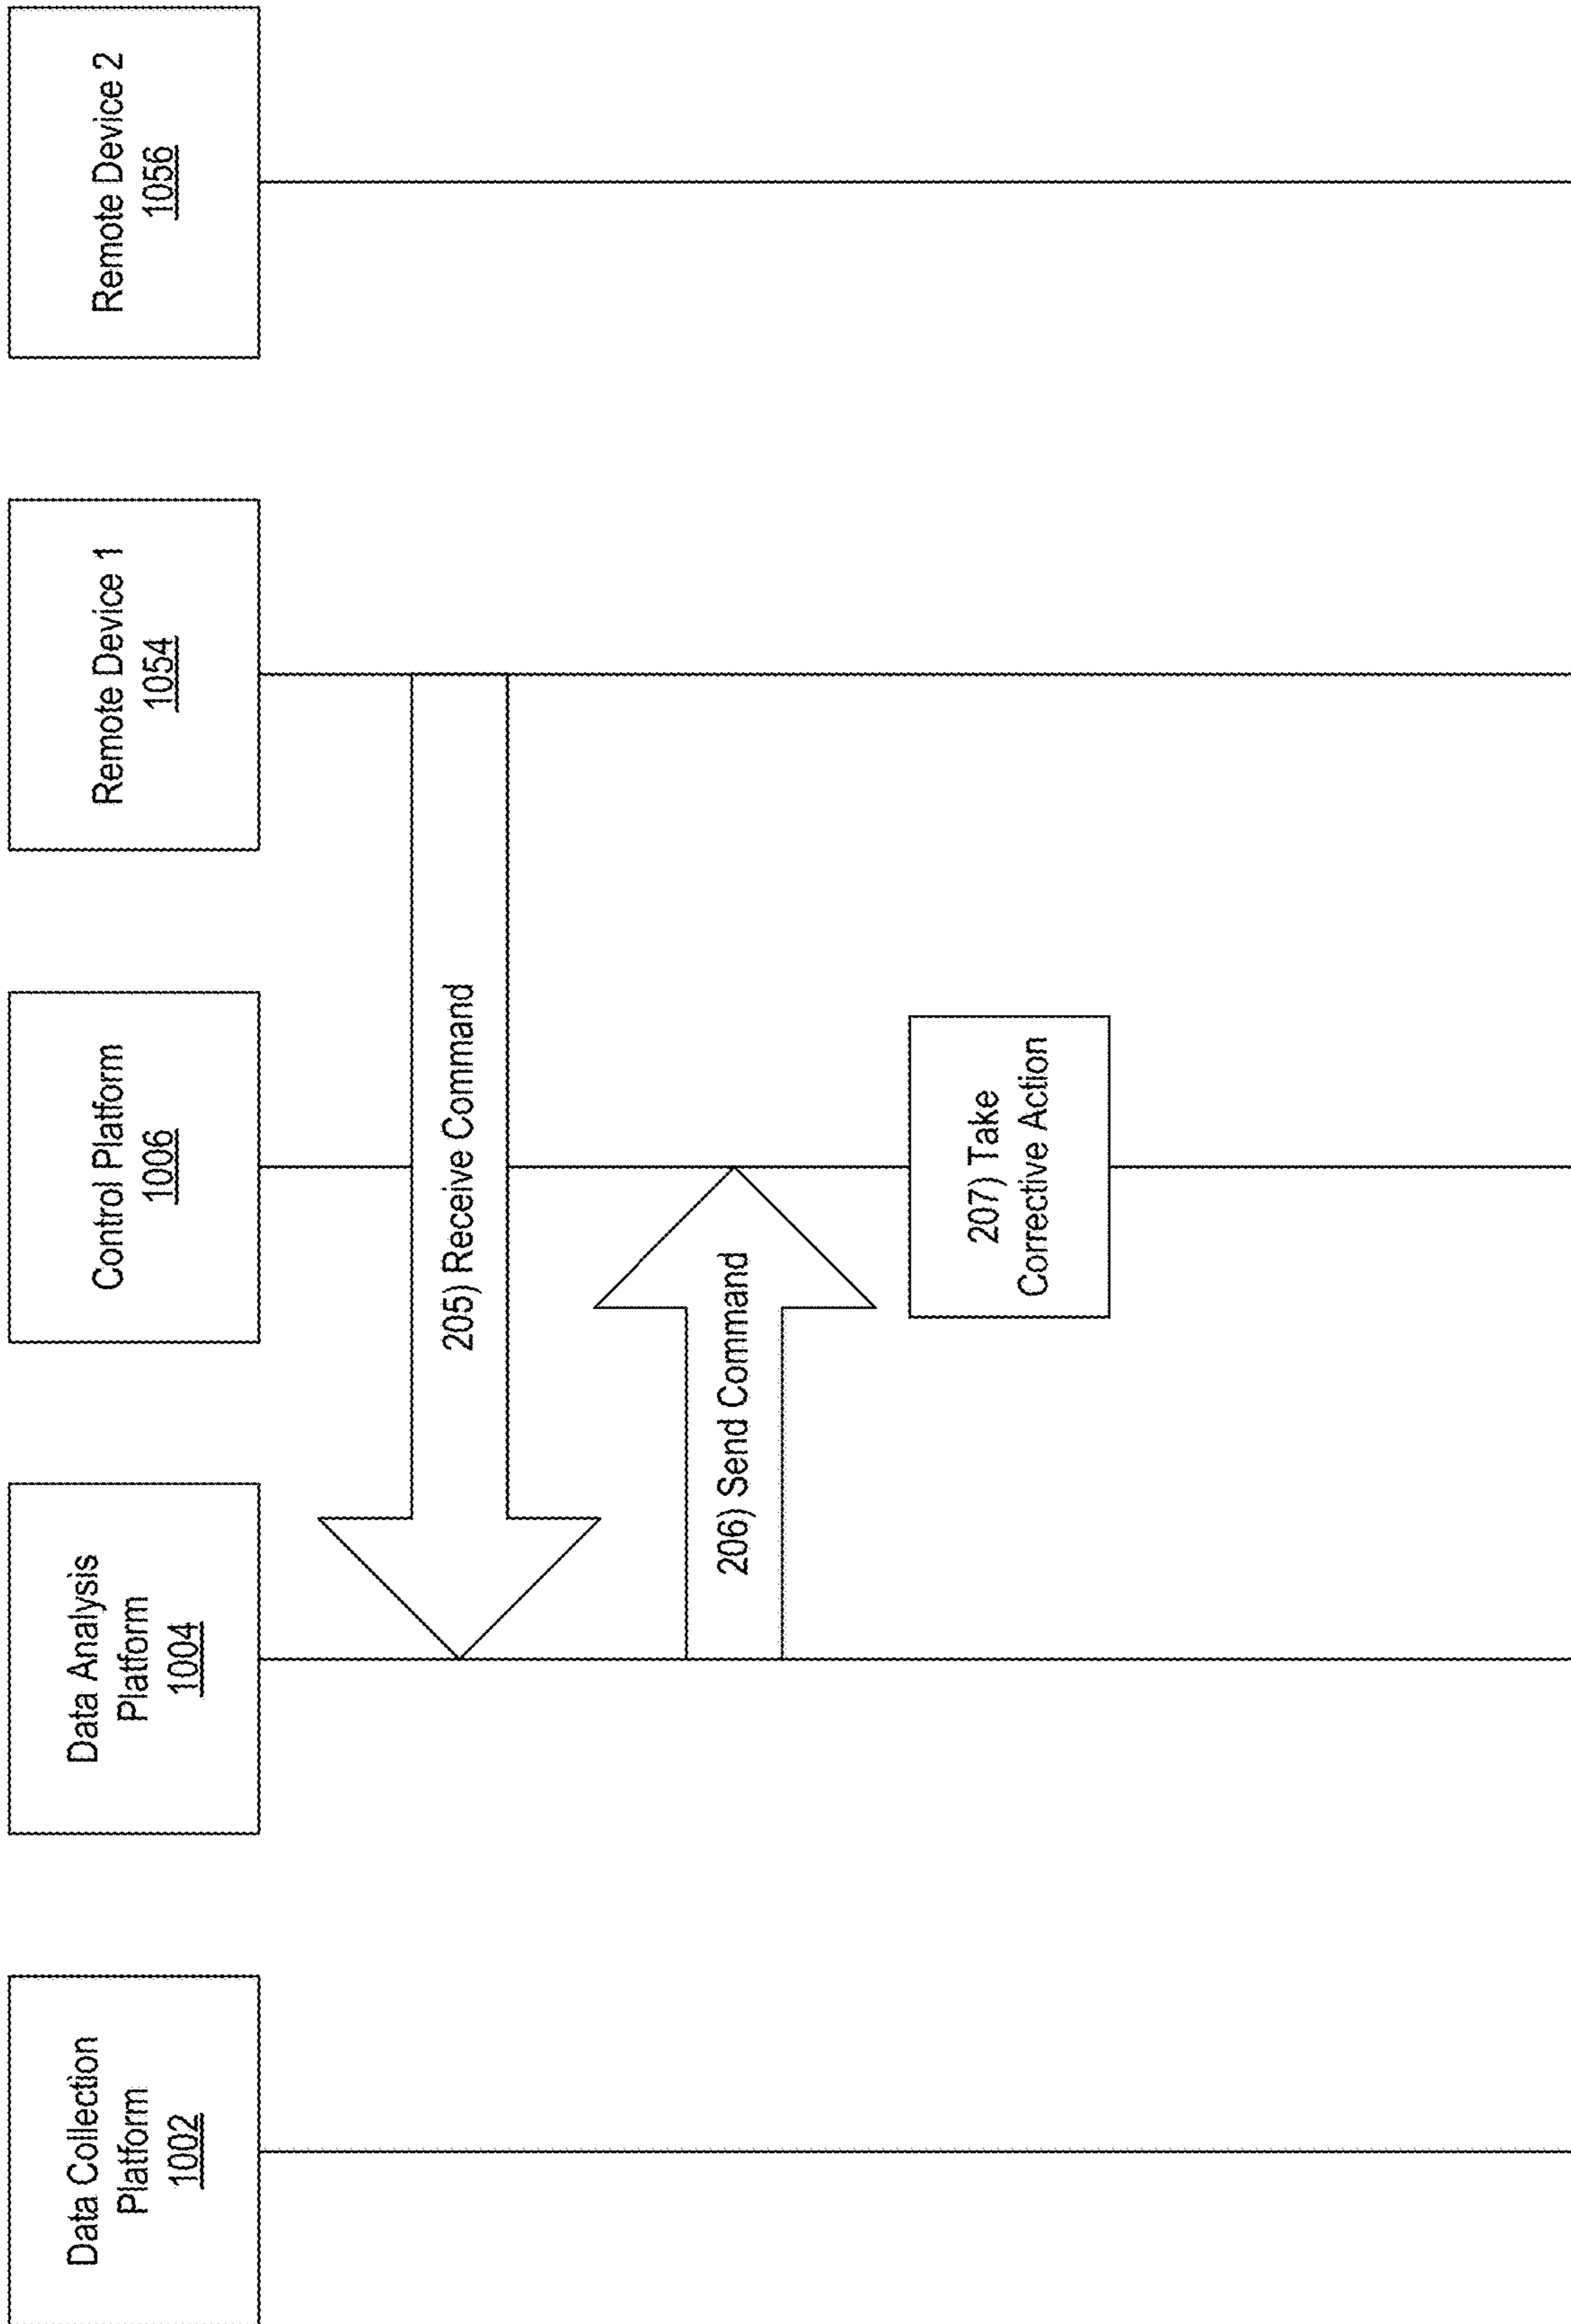 Data Collection
Platform
1002
Data Analysis
Platform
1004
Control Platform
1006
Remote Device 1
1054
Remote Device 2
1056
205) Receive Command
206) Send Command
207) Take
Corrective Action